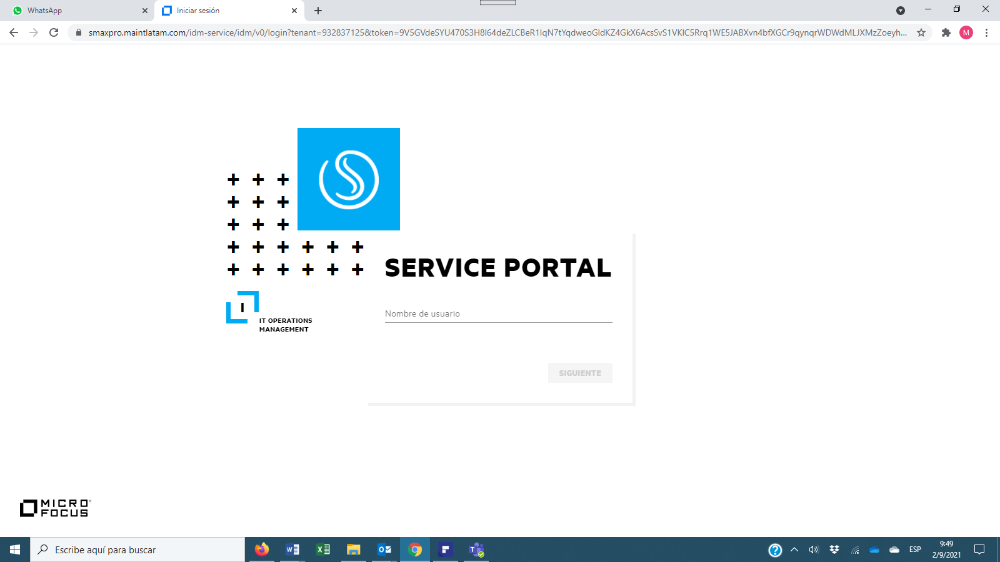 WhatsApp
Iniciar sesión
smaxpro.maintlatam.com/idm-service/idm/v0/login?tenant=932837125&token=9V5GVdeSYU470S3H8I64deZLCBeR1IqN7tYqdweoGldKZ4GkX6AcsSvS1VKlC5Rrq1WE5JABXvn4bfXGCr9qynqrWDWdMLJXMzZoeyh...
M
SERVICE PORTAL
Nombre de usuario
I
IT OPERATIONS
MANAGEMENT
SIGUIENTE
MICRO
FOCUS
Escribe aquí para buscar
ESP
9:49
2/9/2021